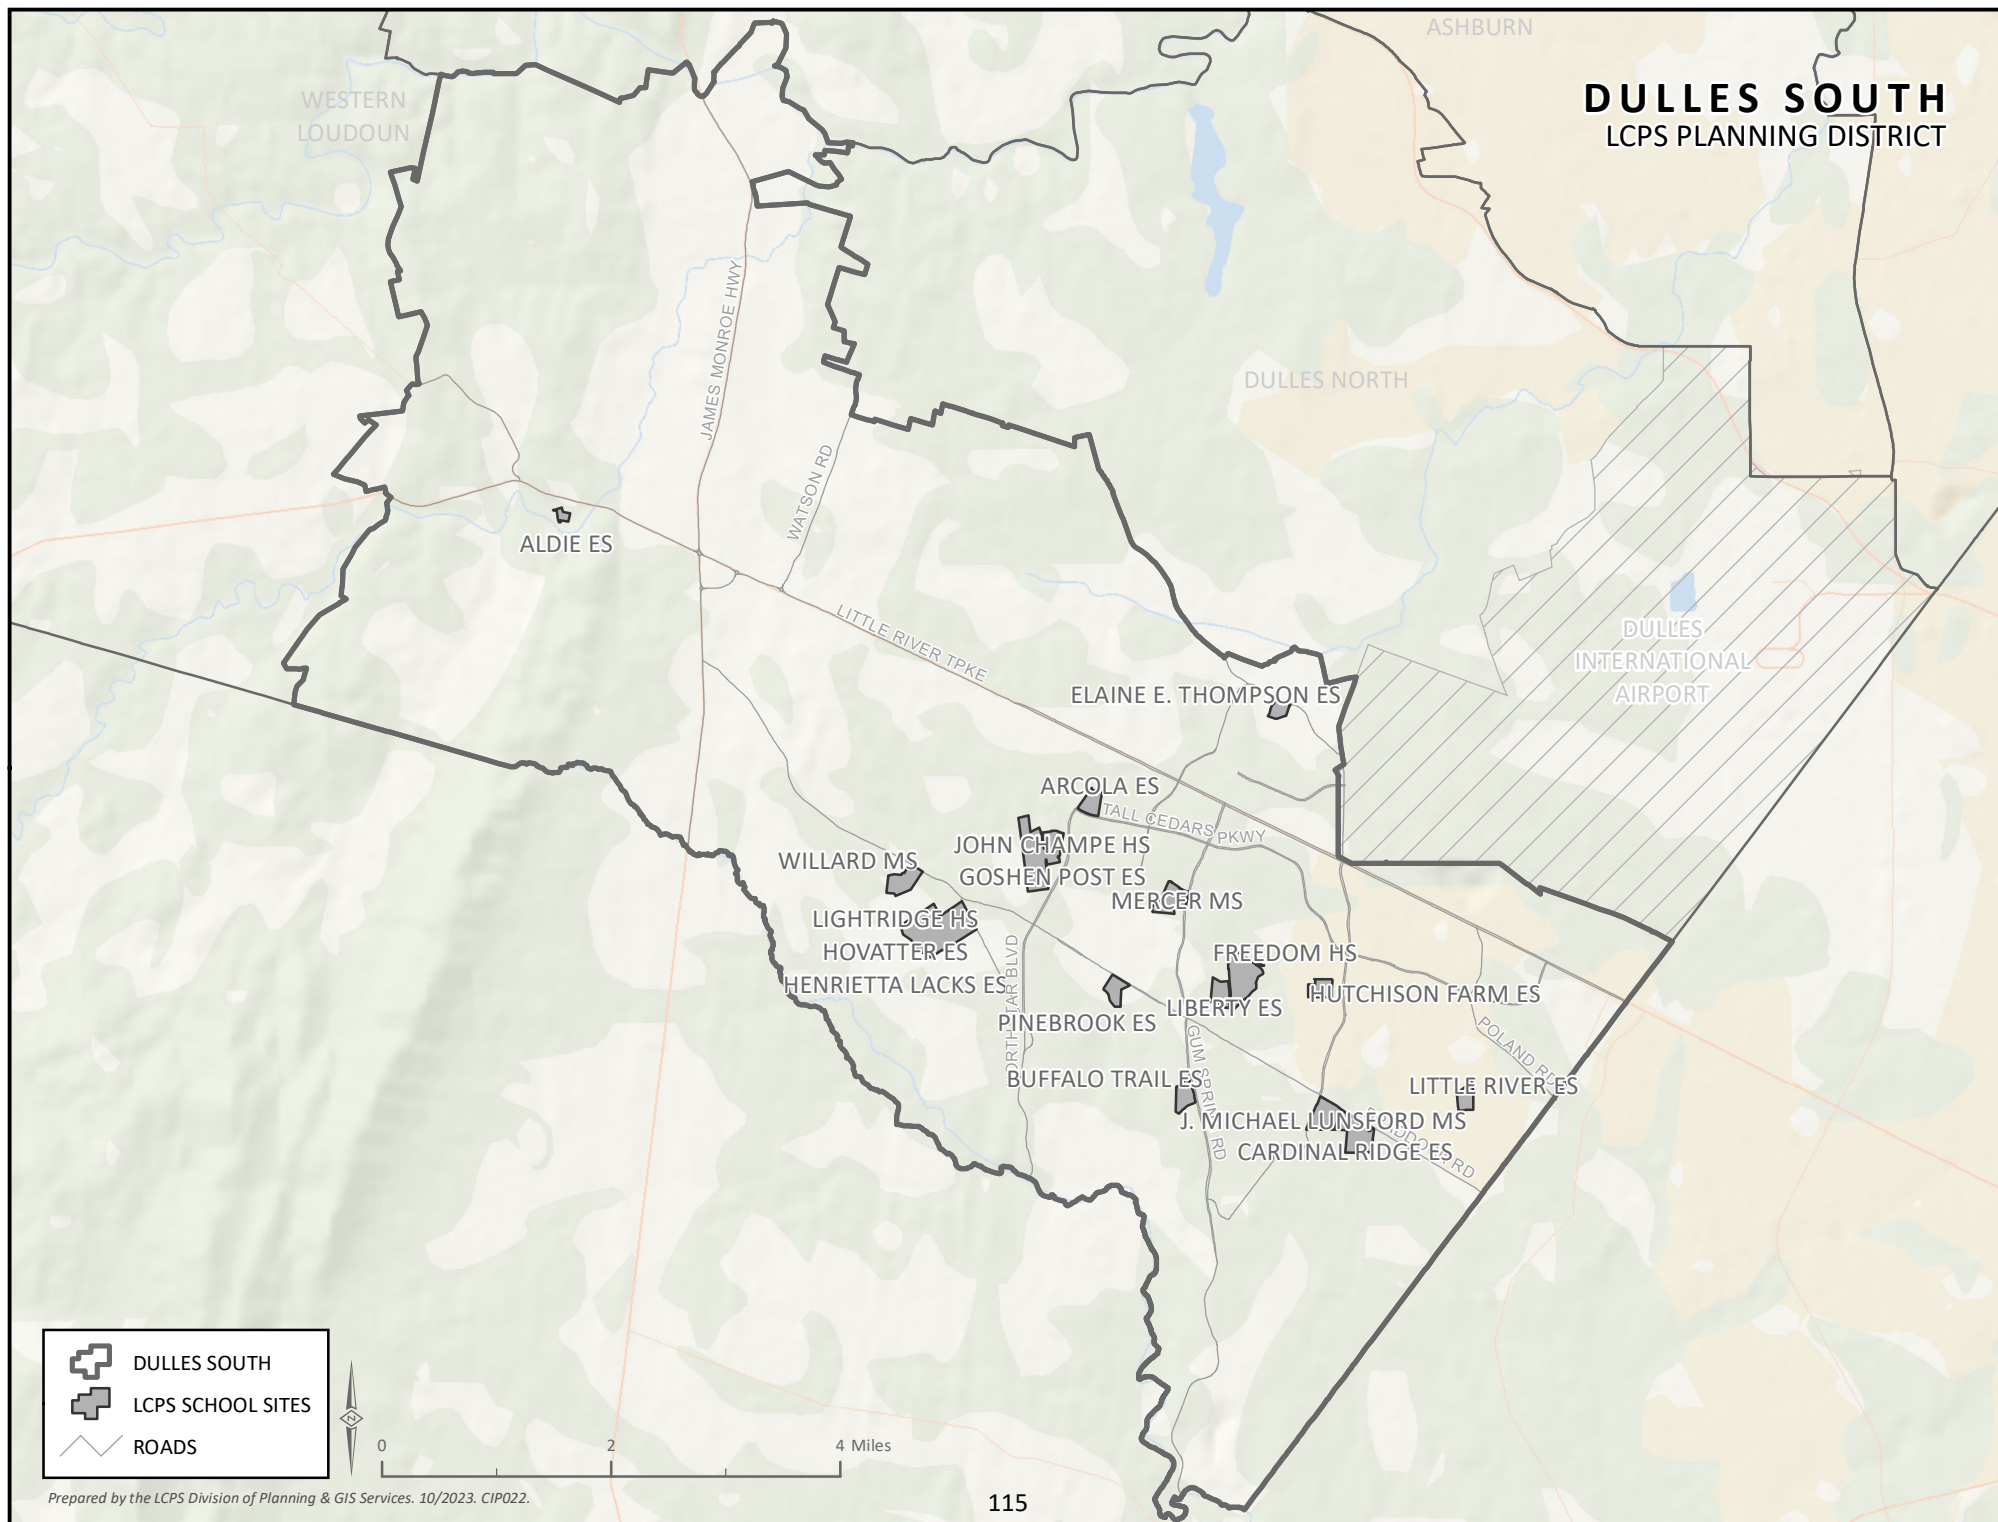 ASHBURN
DULLES SOUTH
LCPS PLANNING DISTRICT
WESTERN
LOUDOUN
JAMES MONROE HWY
DULLES NORTH
WATSON RD
ALDIE ES
LITTLE RIVER TPKE
DULLES
INTERNATIONAL
AIRPORT
ELAINE E. THOMPSON ES
ARCOLA ES
TALL CEDARS PKWY
JOHN CHAMPE HS
GOSHEN POST ES
WILLARD MS
MERCER MS
LIGHTRIDGE HS
HOVATTER ES
HENRIETTA LACKS ES
BLVD
FREEDOM HS
HUTCHISON FARM ES
LIBERTY ES
PINEBROOK ES
POLAND RD
GUM SPRING RD
BUFFALO TRAIL ES
LITTLE RIVER ES
J. MICHAEL LUNSFORD MS
RD
CARDINAL RIDGE ES
DULLES SOUTH
LCPS SCHOOL SITES
ROADS
N
0 2 4 Miles
Prepared by the LCPS Division of Planning & GIS Services. 10/2023. CIP022.
115